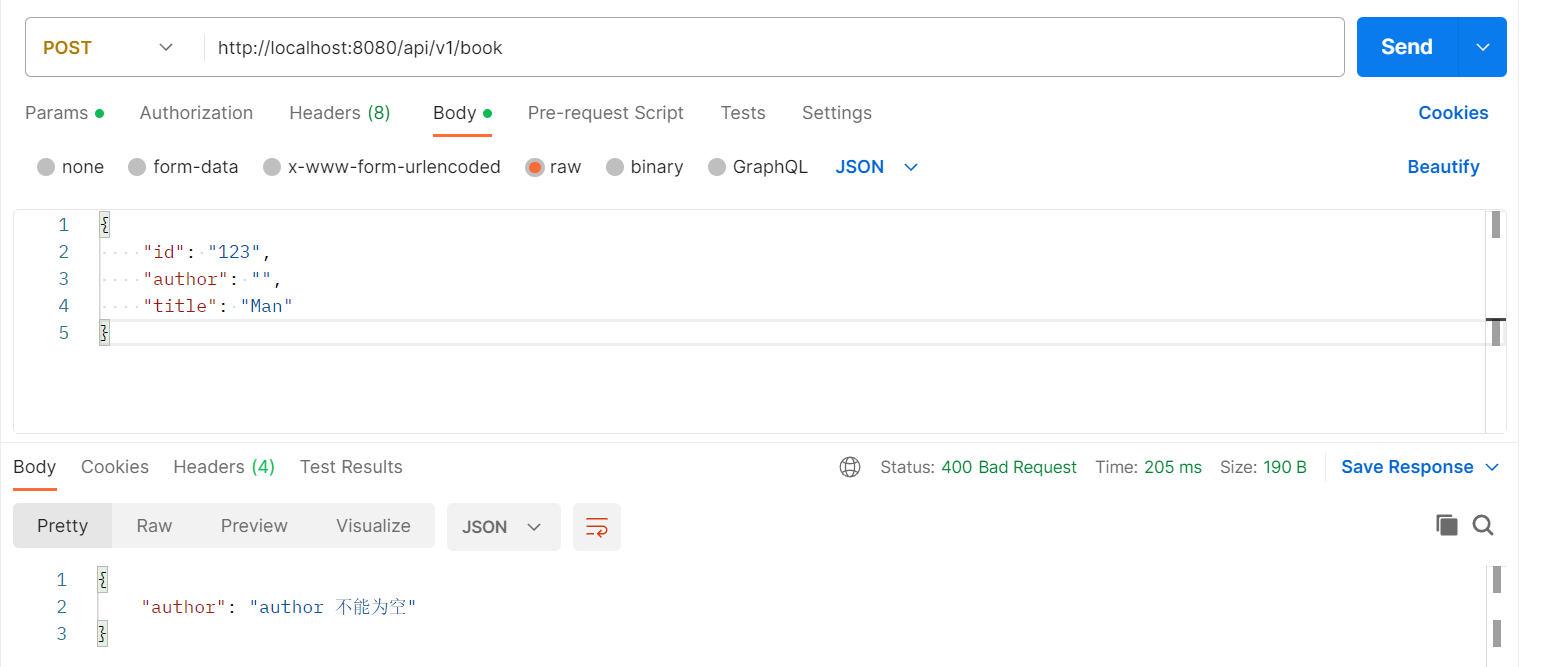 POST http://localhost:8080/api/v1/book Send
Params Authorization Headers (8) Body Pre-request Script Tests Settings Cookies
none form-data x-www-form-urlencoded raw binary GraphQL JSON Beautify
1 {
2 "id": "123",
3 "author": "",
4 "title": "Man"
5 }
Body Cookies Headers (4) Test Results Status: 400 Bad Request Time: 205 ms Size: 190 B Save Response
Pretty Raw Preview Visualize JSON
1 {
2 "author": "author 不能为空"
3 }